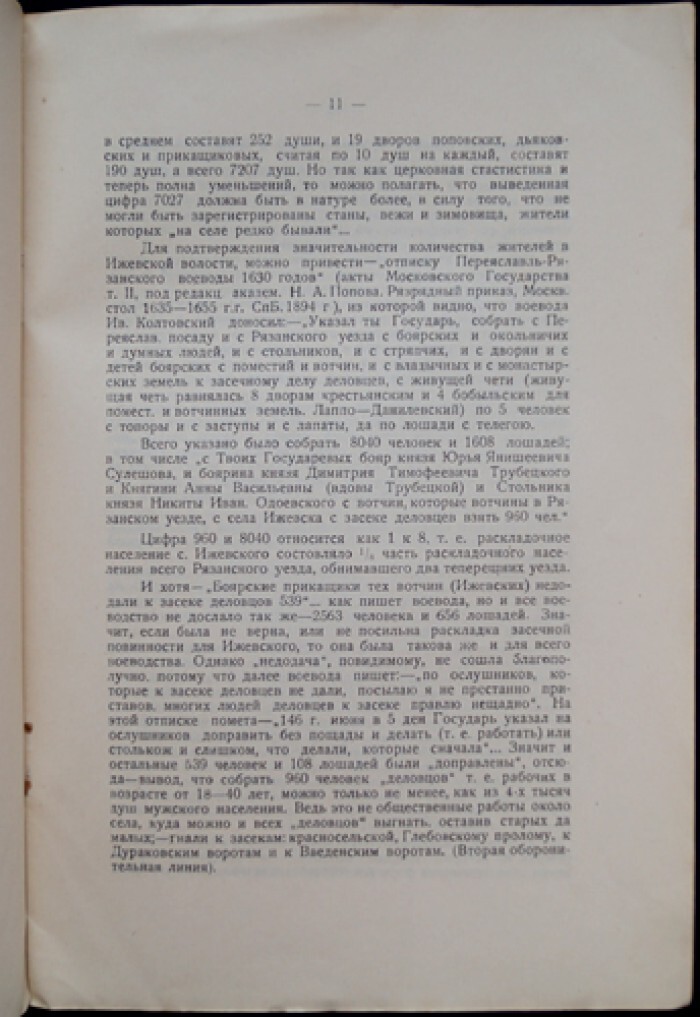 — 11 —
в среднем составят 252 души, и 19 дворов поповских, дьяков-
ских и прикащиковых, считая по 10 душ на каждый, составят
190 душ, а всего 7207 душ. Но так как церковная стастистика и
теперь полна уменьшений, то можно полагать, что выведенная
цифра 7027 должна быть в натуре более, в силу того, что не
могли быть зарегистрированы станы, вежи и зимовища, жители
которых „на селе редко бывали“...
Для подтверждения значительности количества жителей в
Ижевской волости, можно привести—„отписку Переяславль-Ря-
занского воеводы 1630 годов“ (акты Московского Государства
т. II, под редакц академ. Н. А. Попова. Разрядный приказ, Москв.
стол 1635—1655 г.г. СпБ. 1894 г), из которой видно, что воевода
Ив. Колтовский доносил:—„Указал ты Государь, собрать с Пе-
реяслав. посаду и с Рязанского уезда с боярских и окольничих
и думных людей, и с стольников, и с стряпчих, и с дворян и с
детей боярских с поместий и вотчин, и с владычных и с монастыр-
ских земель к засечному делу деловцев, с живущей чети (живу-
щая четь равнялась 8 дворам крестьянским и 4 бобыльским для
помест. и вотчинных земель. Лаппо—Данилевский) по 5 человек
с топоры и с заступы и с лапаты, да по лошади с телегою.
Всего указано было собрать 8040 человек и 1608 лошадей;
в том числе „с Твоих Государевых бояр князя Юрья Янишеевича
Сулешова, и боярина князя Димитрия Тимофеевича Трубецкого
и Княгини Анны Васильевны (вдовы Трубецкой) и Стольника
князя Никиты Иван. Одоевского с вотчин, которые вотчины в Ря-
занском уезде, с села Ижевска с засеке деловцев взять 960 чел.“
Цифра 960 и 8040 относится как 1 к 8, т. е. раскладочное
население с. Ижевского состовляло часть раскладочного насе-
ления всего Рязанского уезда, обнимавшего два теперещних уезда.
И хотя—„Боярские прикащики тех вотчин (Ижевских) недо-
дали к засеке деловцев 539“... как пишет воевода, но и все вое-
водство не дослало так же—2563 человека и 656 лошадей. Зна-
чит, если была не верна, или не посильна раскладка засечной
повинности для Ижевского, то она была такова же и для всего
воеводства. Однако „недодача“, повидимому, не сошла благопо-
лучно, потому что далее воевода пишет:—„по ослушников, ко-
торые к засеке деловцев не дали, посылаю я не престанно при-
ставов, многих людей деловцев к засеке правлю нещадно“. На
этой отписке помета—„146 г. июня в 5 ден Государь указал на
ослушников доправить без пощады и делать (т. е. работать) или
столькож и слишком, что делали, которые сначала“... Значит и
остальные 539 человек и 108 лошадей были „доправлены“, отсю-
да—вывод, что собрать 960 человек „деловцов“ т. е. рабочих в
возрасте от 18—40 лет, можно только не менее, как из 4-х тысяч
душ мужского населения. Ведь это не общественные работы около
села, куда можно и всех „деловцов“ выгнать, оставив старых да
малых;—гнали к засекам: красносельской, Глебовскому пролому, к
Дураковским воротам и к Введенским воротам. (Вторая оборони-
тельная линия).